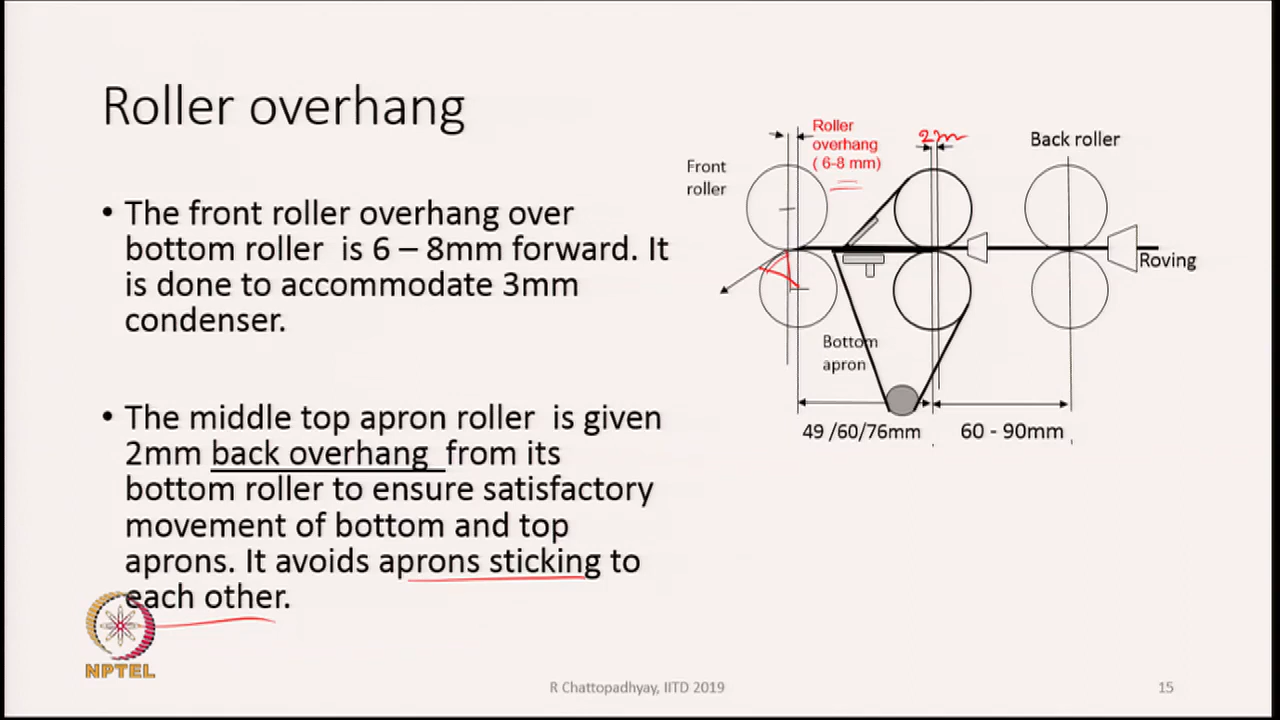 Roller overhang
• The front roller overhang over
bottom roller is 6 – 8mm forward. It
is done to accommodate 3mm
condenser.
• The middle top apron roller is given
2mm back overhang from its
bottom roller to ensure satisfactory
movement of bottom and top
aprons. It avoids aprons sticking to
each other.
Front
roller
Roller
overhang
( 6-8 mm)
2m
Back roller
Roving
Bottom
apron
49 /60/76mm
60 - 90mm
NPTEL
R Chattopadhyay, IITD 2019
15